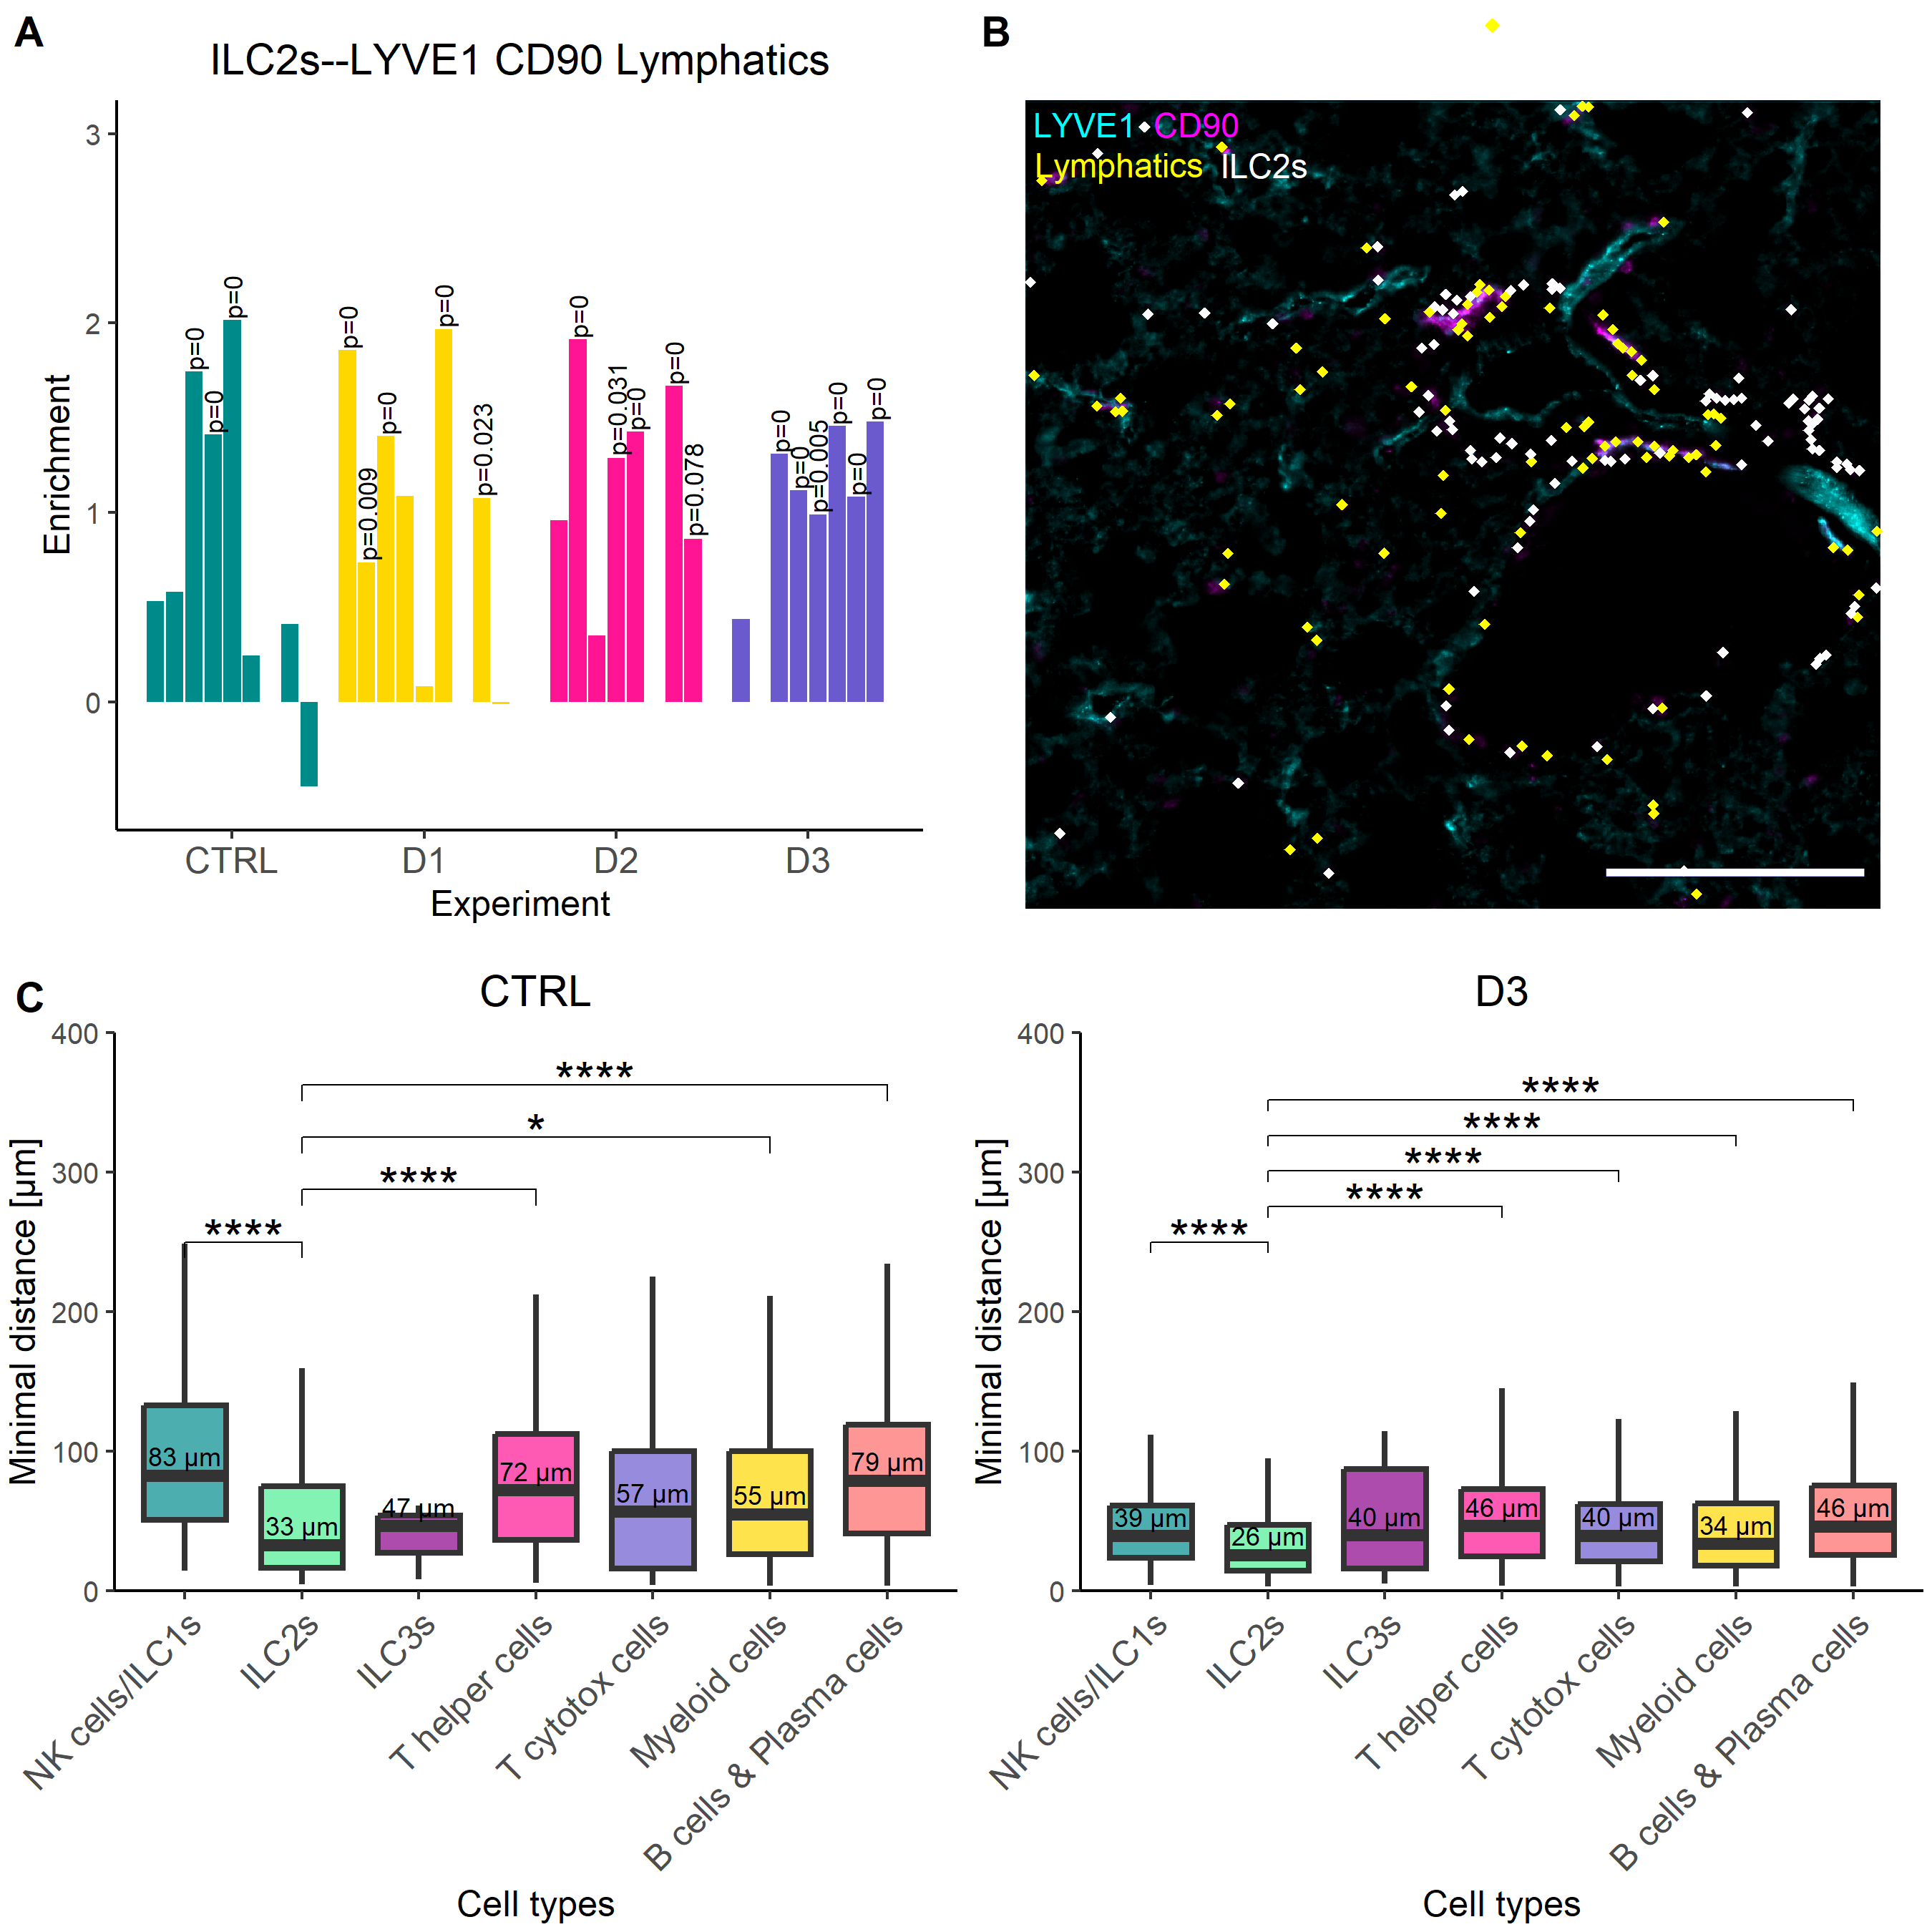 A
ILC2s--LYVE1 CD90 Lymphatics
Enrichment
3
2
1
0
p=0
p=0
p=0
p=0
p=0.009
p=0
p=0
p=0.023
p=0
p=0.031
p=0
p=0
p=0.078
p=0
p=0
p=0.005
p=0
p=0
p=0
CTRL
D1
D2
D3
Experiment
B
LYVE1 CD90
Lymphatics ILC2s
C
CTRL
Minimal distance [µm]
400
300
200
100
0
****
*
****
****
83 µm
33 µm
47 µm
72 µm
57 µm
55 µm
79 µm
NK cells/ILC1s
ILC2s
ILC3s
T helper cells
T cytotox cells
Myeloid cells
B cells & Plasma cells
Cell types
D3
Minimal distance [µm]
400
300
200
100
0
****
****
****
****
****
39 µm
26 µm
40 µm
46 µm
40 µm
34 µm
46 µm
NK cells/ILC1s
ILC2s
ILC3s
T helper cells
T cytotox cells
Myeloid cells
B cells & Plasma cells
Cell types